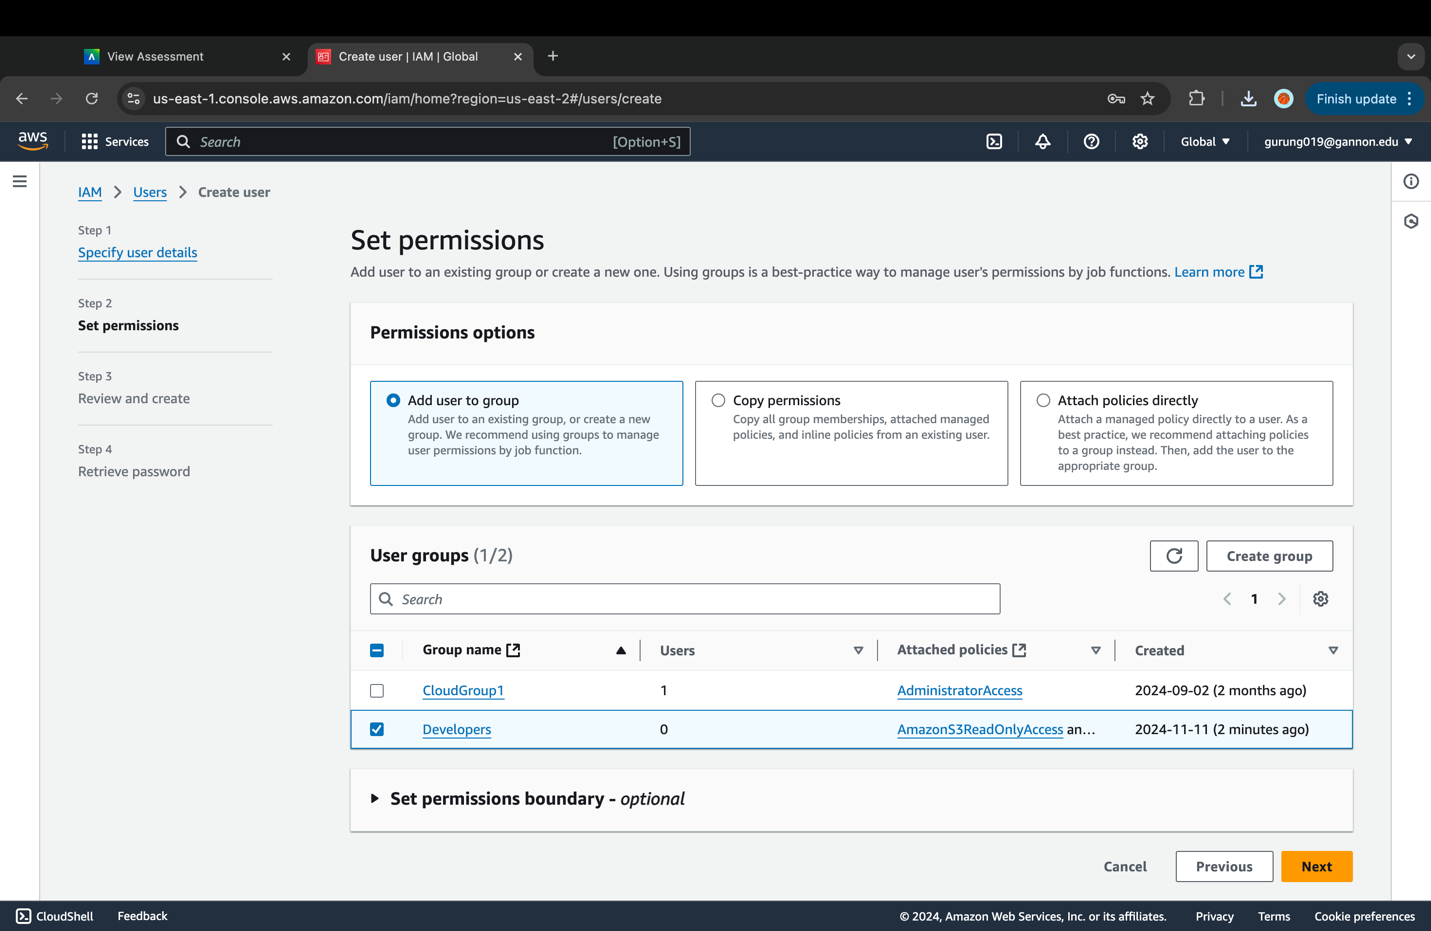 View Assessment
Create user | IAM | Global
us-east-1.console.aws.amazon.com/iam/home?region=us-east-2#/users/create
Finish update
aws
Services
Search
[Option+S]
Global
gurung019@gannon.edu
IAM
Users
Create user
Step 1
Specify user details
Step 2
Set permissions
Step 3
Review and create
Step 4
Retrieve password
Set permissions
Add user to an existing group or create a new one. Using groups is a best-practice way to manage user's permissions by job functions. Learn more
Permissions options
Add user to group
Add user to an existing group, or create a new
group. We recommend using groups to manage
user permissions by job function.
Copy permissions
Copy all group memberships, attached managed
policies, and inline policies from an existing user.
Attach policies directly
Attach a managed policy directly to a user. As a
best practice, we recommend attaching policies
to a group instead. Then, add the user to the
appropriate group.
User groups (1/2)
Create group
Search
1
Group name
Users
Attached policies
Created
CloudGroup1
1
AdministratorAccess
2024-09-02 (2 months ago)
Developers
0
AmazonS3ReadOnlyAccess an...
2024-11-11 (2 minutes ago)
Set permissions boundary - optional
Cancel
Previous
Next
CloudShell
Feedback
© 2024, Amazon Web Services, Inc. or its affiliates.
Privacy
Terms
Cookie preferences